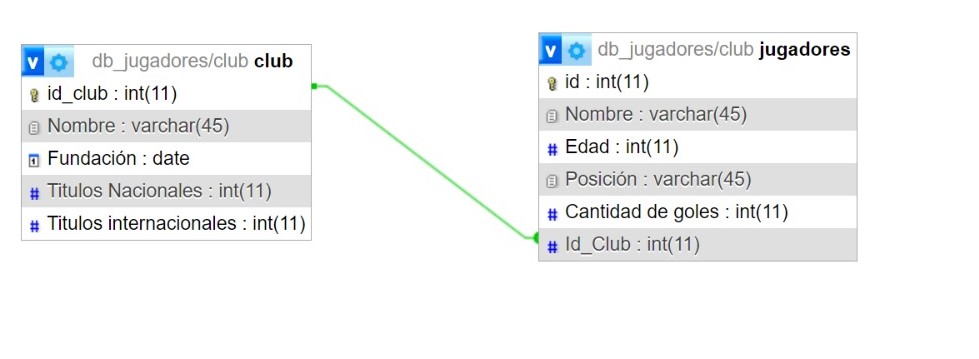 v db_jugadores/club club
id_club : int(11)
Nombre : varchar(45)
Fundación : date
Titulos Nacionales : int(11)
Titulos internacionales : int(11)
v db_jugadores/club jugadores
id : int(11)
Nombre : varchar(45)
Edad : int(11)
Posición : varchar(45)
Cantidad de goles : int(11)
Id_Club : int(11)